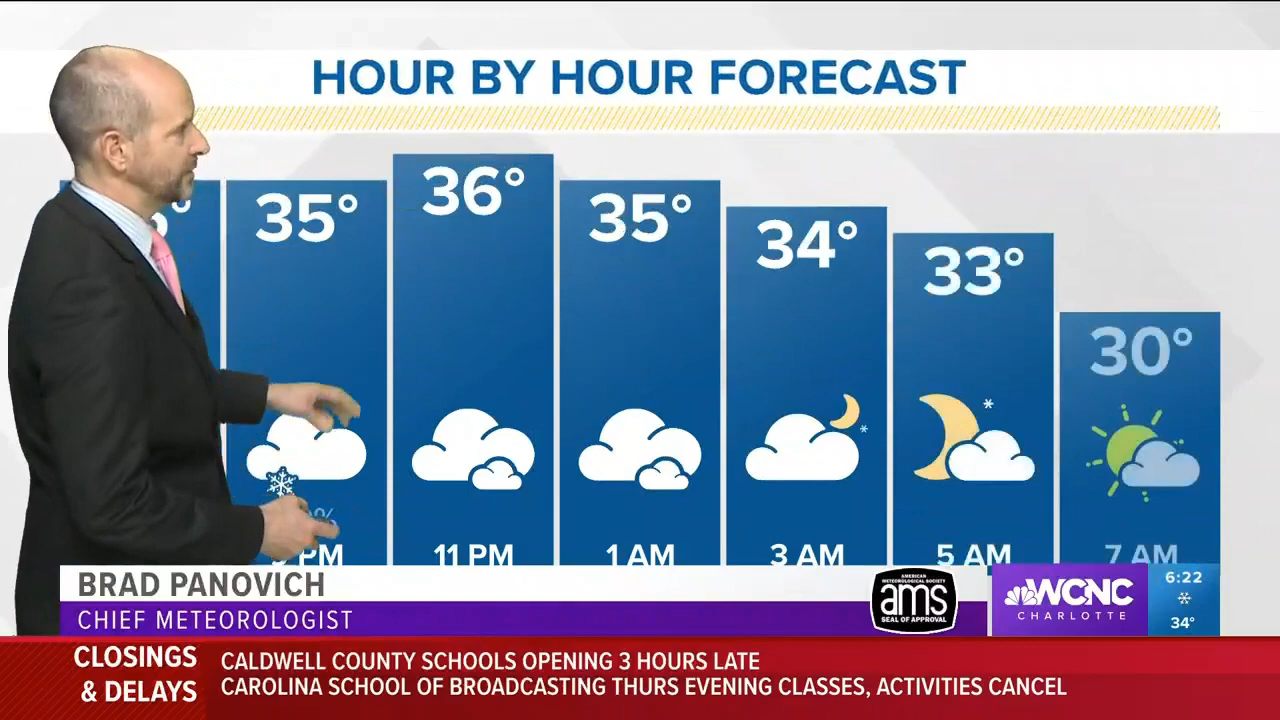 HOUR BY HOUR FORECAST
35°
36°
35°
34°
33°
30°
PM
11 PM
1 AM
3 AM
5 AM
7 AM
BRAD PANOVICH
CHIEF METEOROLOGIST
AMERICAN
METEOROLOGICAL SOCIETY
ams
SEAL OF APPROVAL
WCNC
CHARLOTTE
6:22
34°
CLOSINGS
& DELAYS
CALDWELL COUNTY SCHOOLS OPENING 3 HOURS LATE
CAROLINA SCHOOL OF BROADCASTING THURS EVENING CLASSES, ACTIVITIES CANCEL